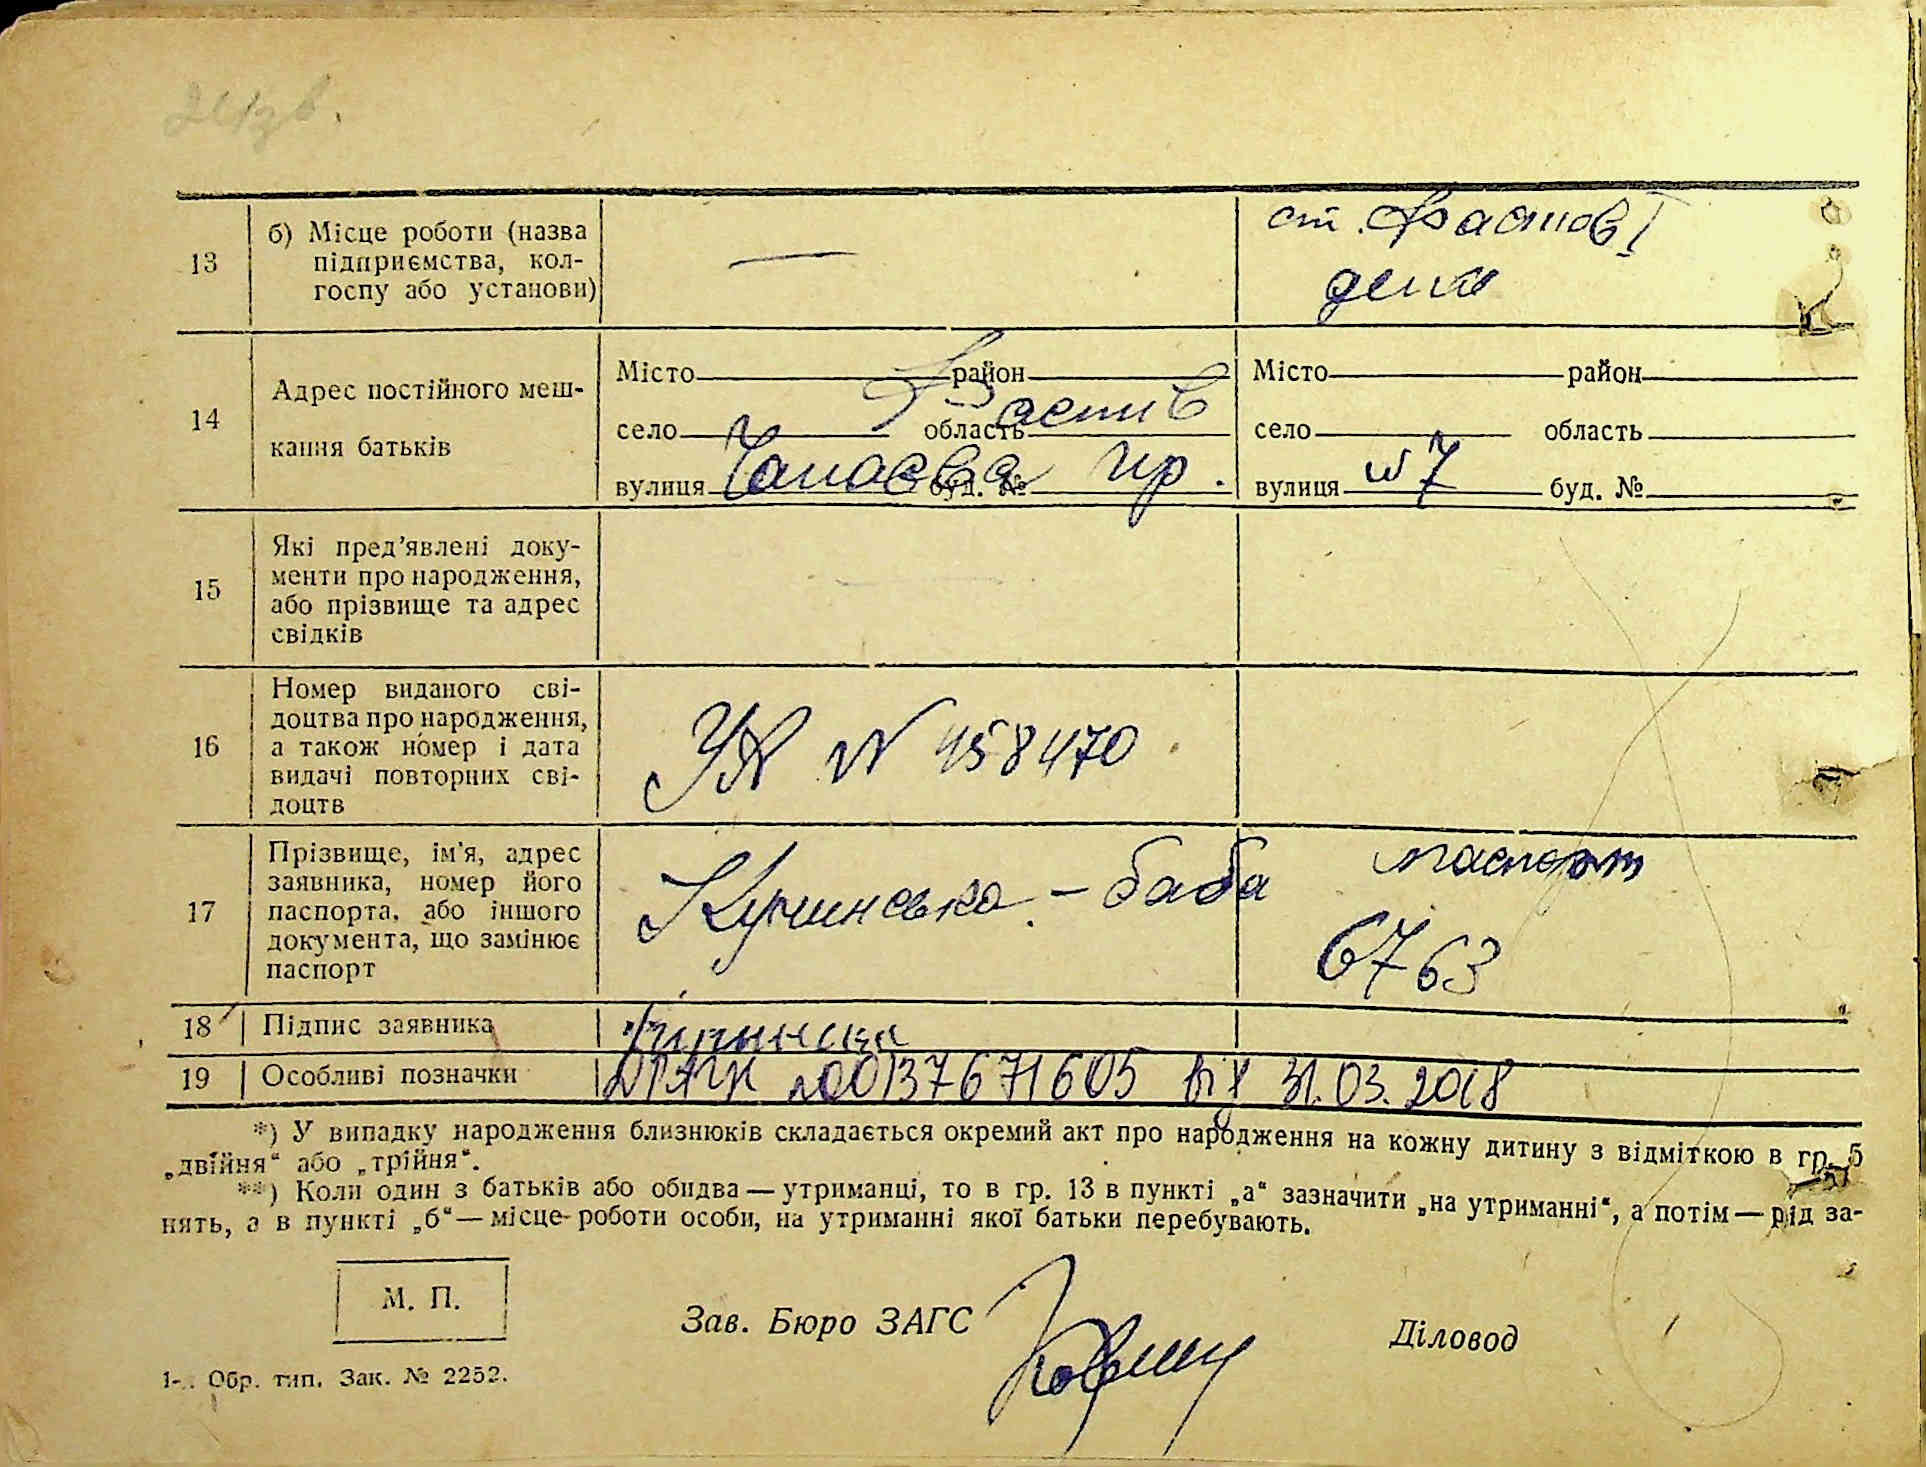 13
б) Місце роботи (назва
підприємства, кол-
госпу або установи)
—
ст. Фастов I
депо
14
Адрес постійного меш-
кання батьків
Місто район
Фастів
село область
вулиця Чапаєва буд. № пр.
Місто район
село область
вулиця №7 буд. №
15
Які пред’явлені доку-
менти про народження,
або прізвище та адрес
свідків
16
Номер виданого сві-
доцтва про народження,
а також номер і дата
видачі повторних сві-
доцтв
N 458470
17
Прізвище, ім’я, адрес
заявника, номер його
паспорта, або іншого
документа, що замінює
паспорт
Кучинська - баба паспорт
6763
18 Підпис заявника
19 Особливі позначки 00137671605 від 31.03.2018
*) У випадку народження близнюків складається окремий акт про народження на кожну дитину з відміткою в гр. 5
„двійня“ або „трійня“.
**) Коли один з батьків або обидва — утриманці, то в гр. 13 в пункті „а“ зазначити „на утриманні“, а потім — рід за-
нять, а в пункті „б“ — місце роботи особи, на утриманні якої батьки перебувають.
М. П.
Зав. Бюро ЗАГС
Діловод
Обр. тип. Зак. № 2252.